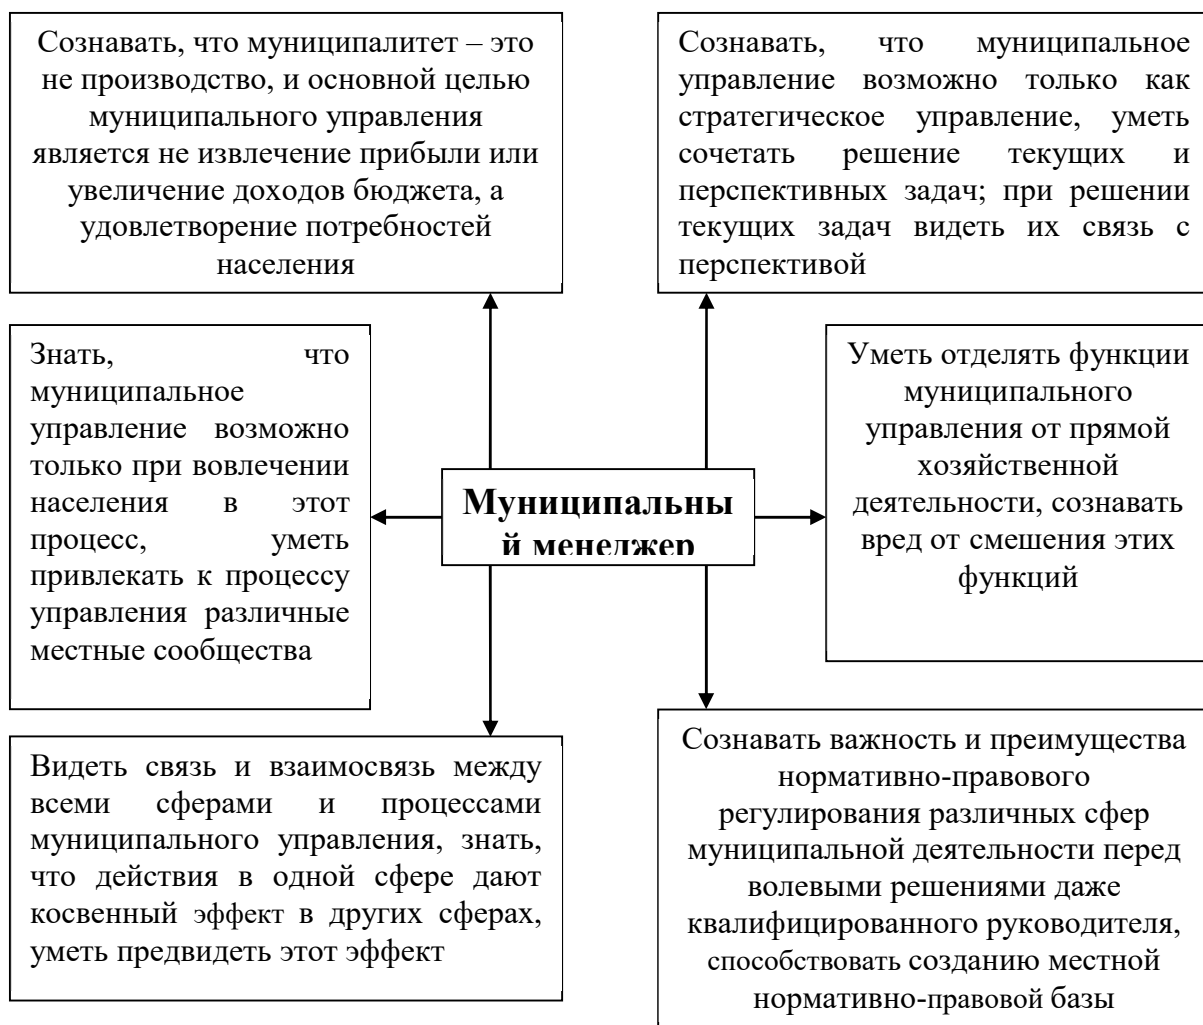 Сознавать, что муниципалитет – это
не производство, и основной целью
муниципального управления
является не извлечение прибыли или
увеличение доходов бюджета, а
удовлетворение потребностей
населения
Сознавать, что муниципальное
управление возможно только как
стратегическое управление, уметь
сочетать решение текущих и
перспективных задач; при решении
текущих задач видеть их связь с
перспективой
Знать, что
муниципальное
управление возможно
только при вовлечении
населения в этот
процесс, уметь
привлекать к процессу
управления различные
местные сообщества
Муниципальны
й менеджер
Уметь отделять функции
муниципального
управления от прямой
хозяйственной
деятельности, сознавать
вред от смешения этих
функций
Видеть связь и взаимосвязь между
всеми сферами и процессами
муниципального управления, знать,
что действия в одной сфере дают
косвенный эффект в других сферах,
уметь предвидеть этот эффект
Сознавать важность и преимущества
нормативно-правового
регулирования различных сфер
муниципальной деятельности перед
волевыми решениями даже
квалифицированного руководителя,
способствовать созданию местной
нормативно-правовой базы